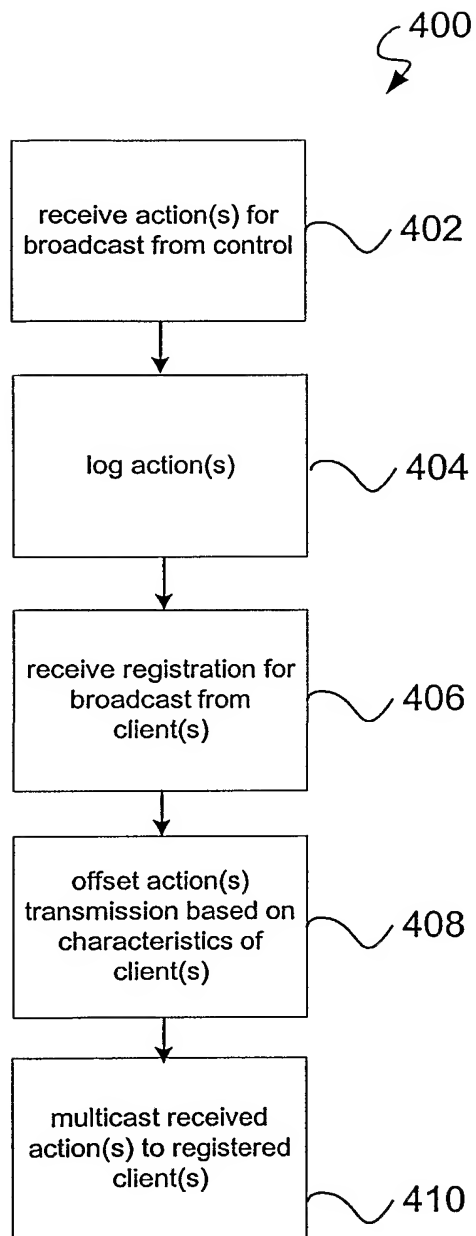 400
receive action(s) for
broadcast from control
402
log action(s)
404
receive registration for
broadcast from
client(s)
406
offset action(s)
transmission based on
characteristics of
client(s)
408
multicast received
action(s) to registered
client(s)
410